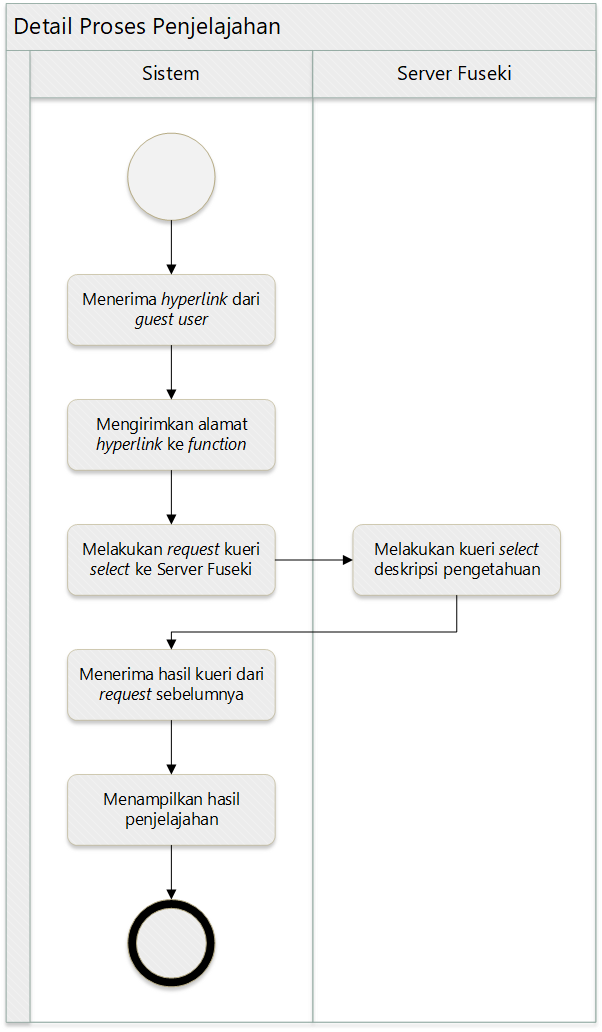 Detail Proses Penjelajahan
Sistem
Server Fuseki
Menerima hyperlink dari
guest user
Mengirimkan alamat
hyperlink ke function
Melakukan request kueri
select ke Server Fuseki
Melakukan kueri select
deskripsi pengetahuan
Menerima hasil kueri dari
request sebelumnya
Menampilkan hasil
penjelajahan